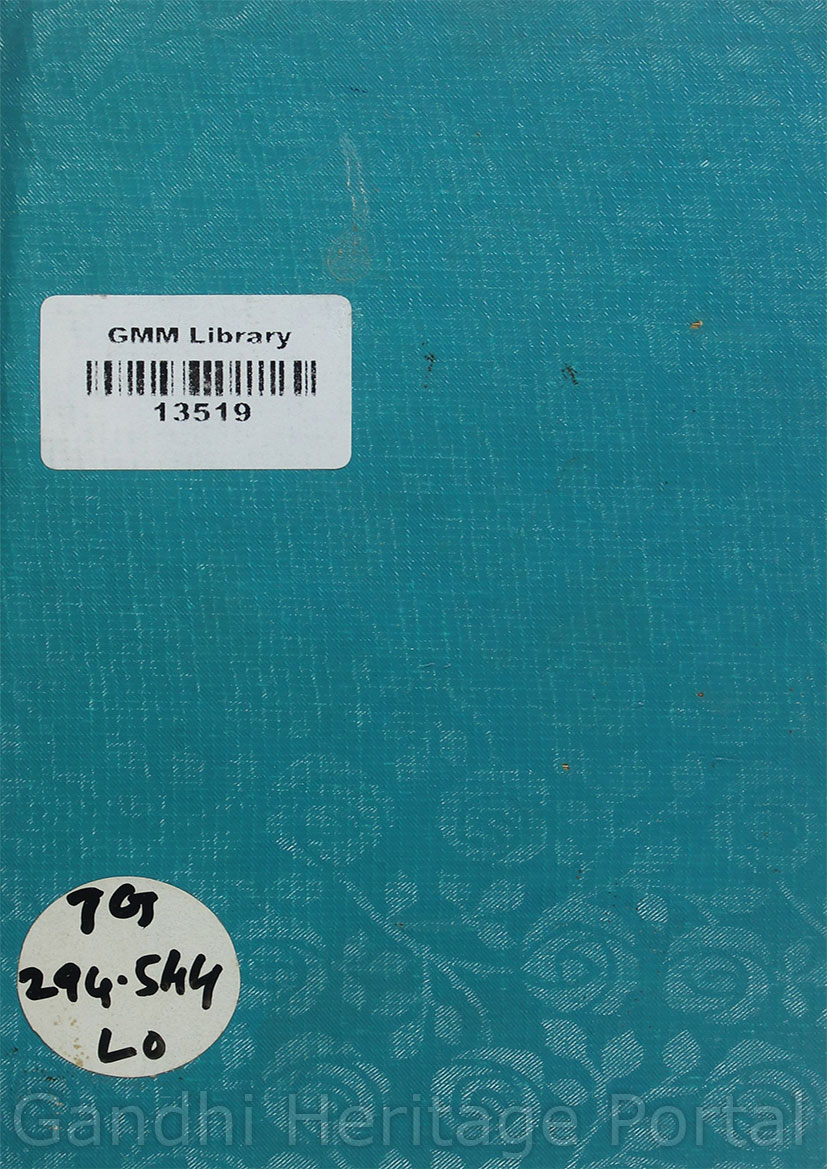 GMM Library
13519
TG
294.544
LO
Gandhi Heritage Portal